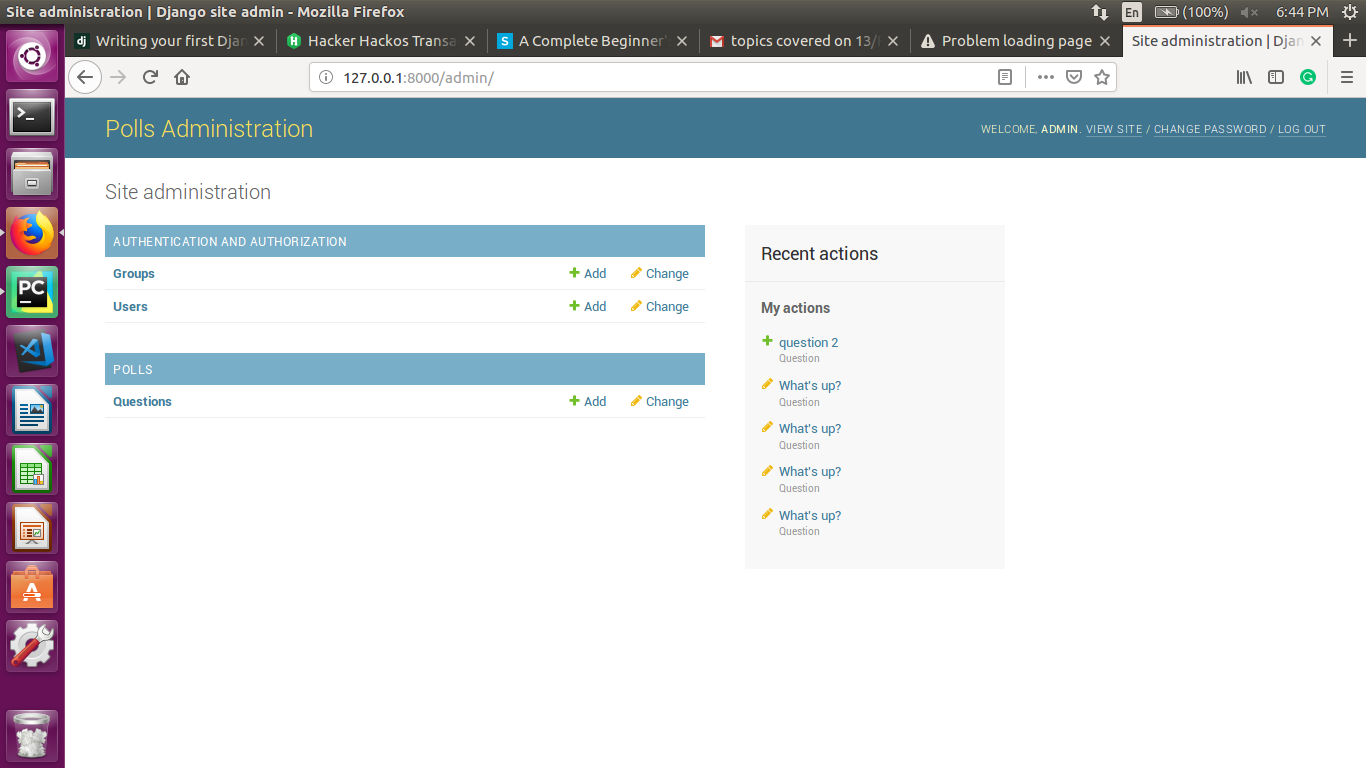 Site administration | Django site admin - Mozilla Firefox
En (100%) 6:44 PM
dj Writing your first Djan
H Hacker Hackos Transa
S A Complete Beginner'
topics covered on 13/
Problem loading page
Site administration | Djan
127.0.0.1:8000/admin/
Polls Administration
WELCOME, ADMIN. VIEW SITE / CHANGE PASSWORD / LOG OUT
Site administration
AUTHENTICATION AND AUTHORIZATION
Groups Add Change
Users Add Change
POLLS
Questions Add Change
Recent actions
My actions
question 2
Question
What's up?
Question
What's up?
Question
What's up?
Question
What's up?
Question
PC